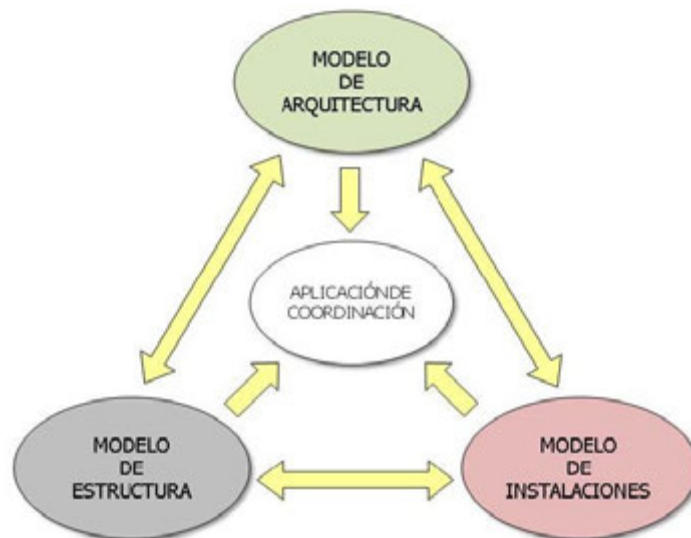 MODELO
DE
ARQUITECTURA
APLICACIÓNDE
COORDINACIÓN
MODELO
DE
ESTRUCTURA
MODELO
DE
INSTALACIONES